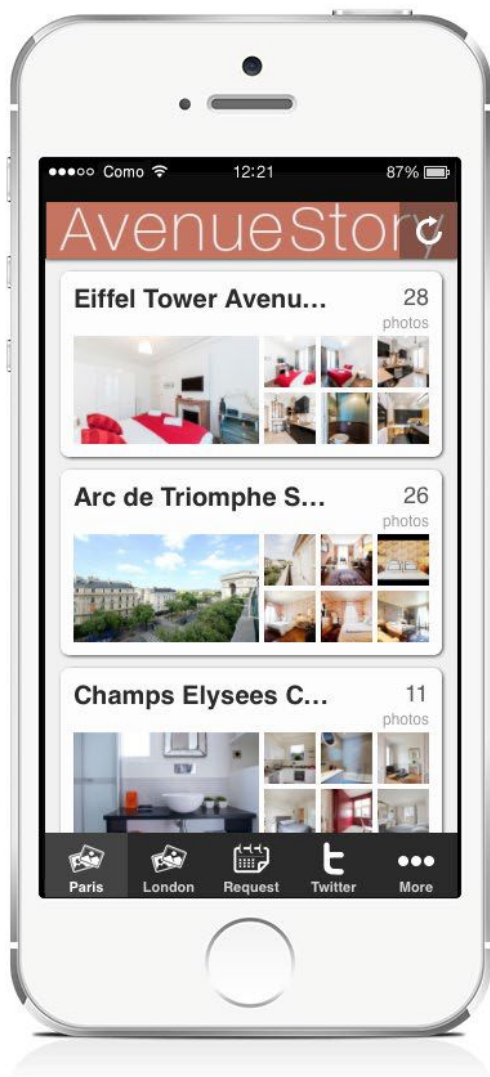 Como 12:21 87%
AvenueStory
Eiffel Tower Avenu... 28
photos
Arc de Triomphe S... 26
photos
Champs Elysees C... 11
photos
Paris London Request Twitter More